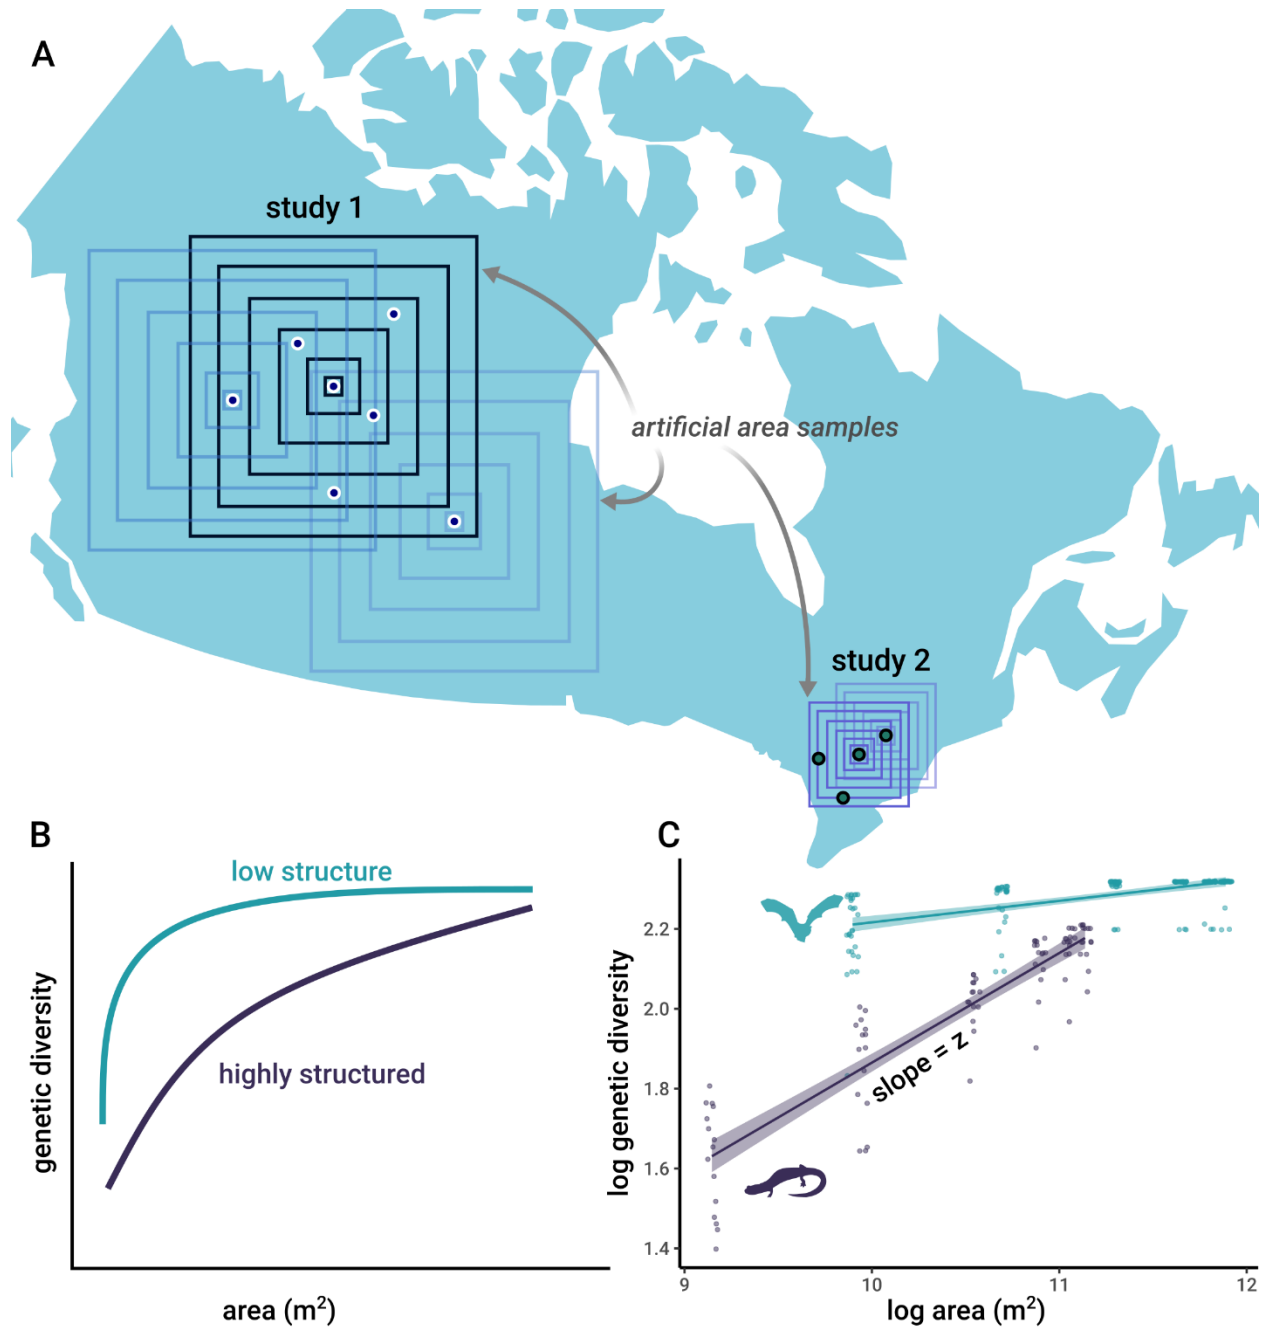 A
study 1
artificial area samples
study 2
B
low structure
highly structured
genetic diversity
area (m²)
C
2.2
2.0
1.8
1.6
1.4
slope = z
log genetic diversity
9
10
11
12
log area (m²)